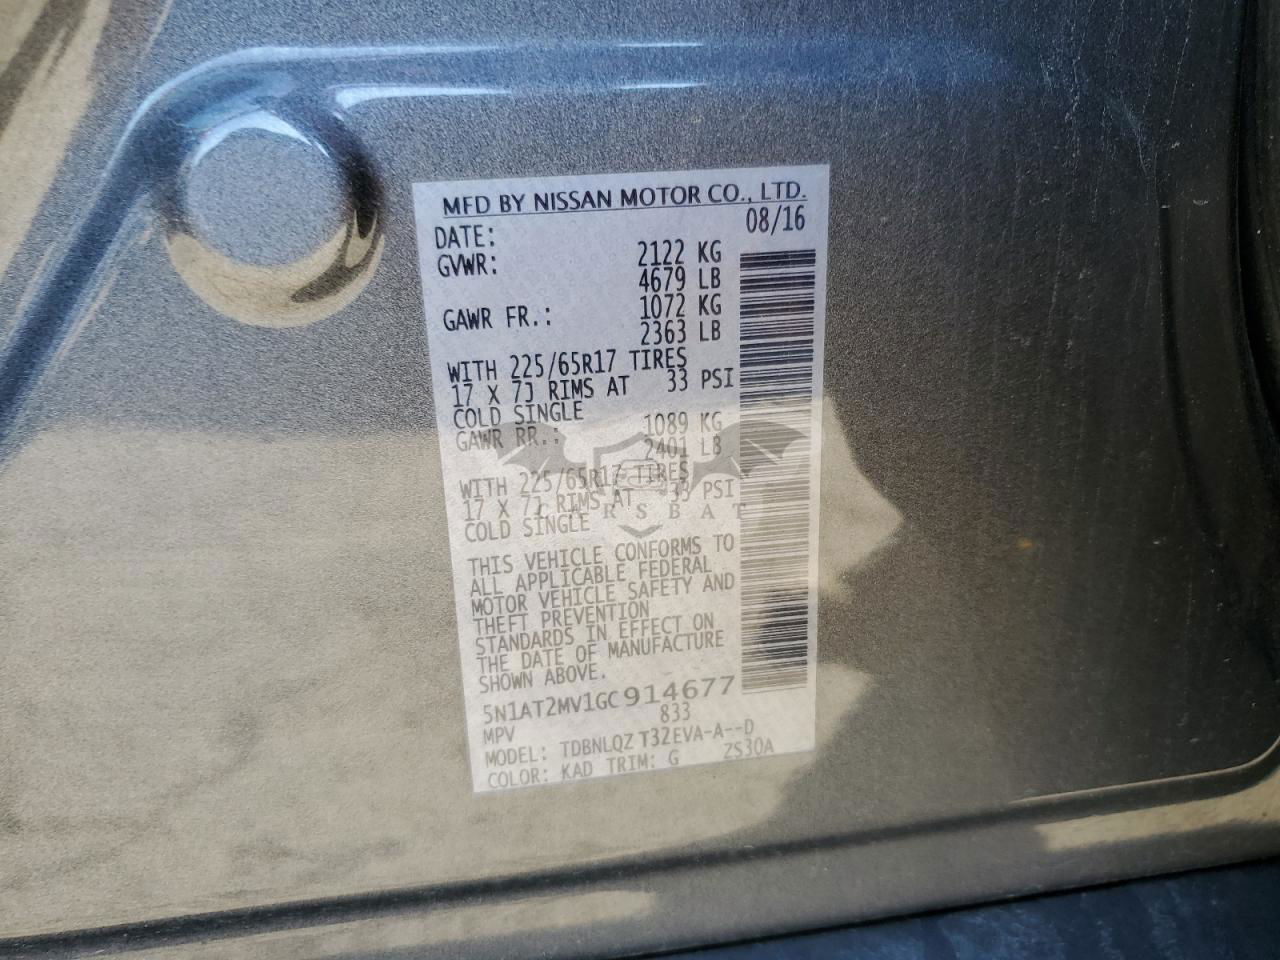 MFD BY NISSAN MOTOR CO., LTD.
DATE: 08/16
GVWR: 2122 KG
4679 LB
GAWR FR.: 1072 KG
2363 LB
WITH 225/65R17 TIRES
17 X 7J RIMS AT 33 PSI
COLD SINGLE
GAWR RR.: 1089 KG
2401 LB
WITH 225/65R17 TIRES
17 X 7J RIMS AT 33 PSI
COLD SINGLE
CARSBAT
THIS VEHICLE CONFORMS TO
ALL APPLICABLE FEDERAL
MOTOR VEHICLE SAFETY AND
THEFT PREVENTION
STANDARDS IN EFFECT ON
THE DATE OF MANUFACTURE
SHOWN ABOVE.
5N1AT2MV1GC914677
MPV 833
MODEL: TDBNLQZ T32EVA-A--D
COLOR: KAD TRIM: G ZS30A